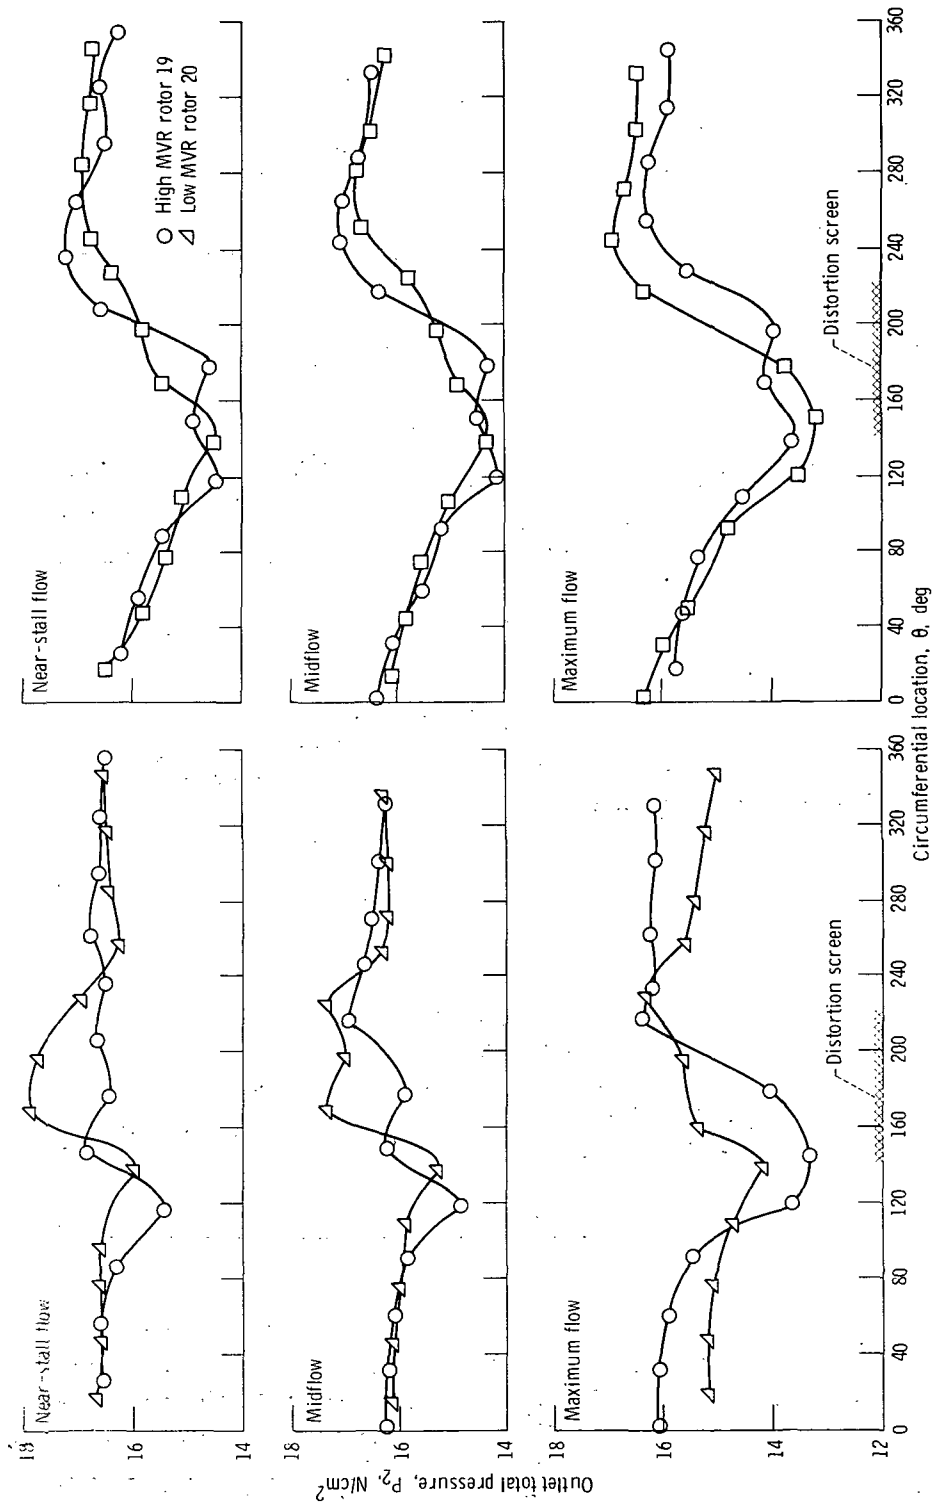 Outlet total pressure, P2, N/cm2
18
16
14
Near-stall flow
18
16
14
Midflow
18
16
14
12
Maximum flow
Distortion screen
0 40 80 120 160 200 240 280 320 360
Near-stall flow
High MVR rotor 19
Low MVR rotor 20
Midflow
Maximum flow
Distortion screen
0 40 80 120 160 200 240 280 320 360
Circumferential location, θ, deg